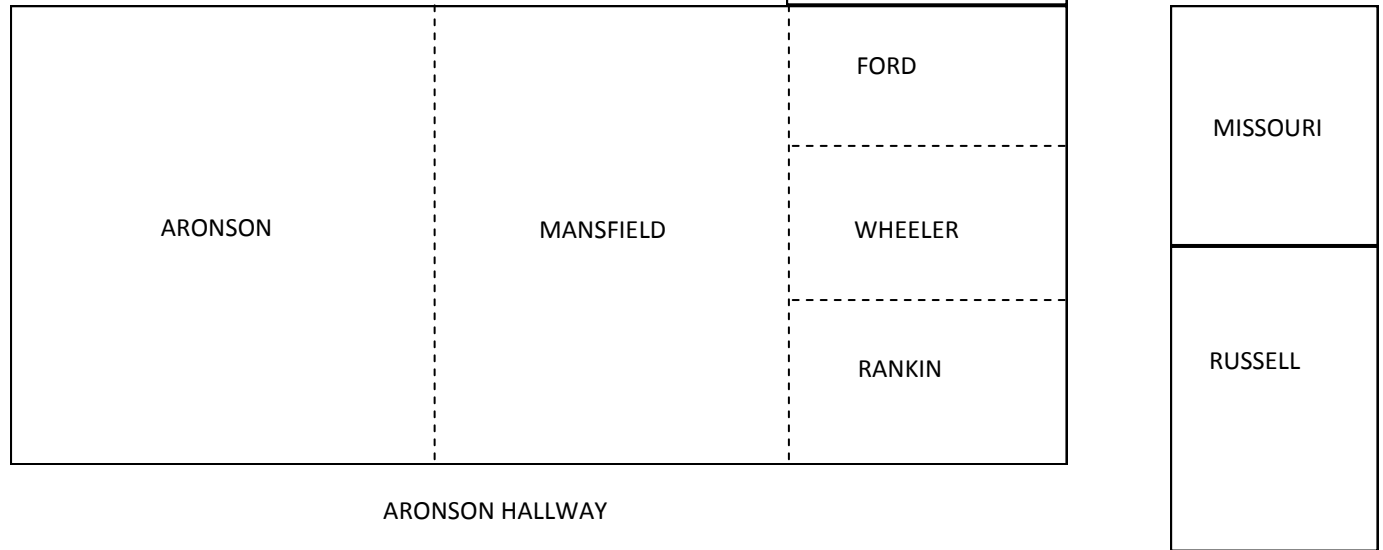 FORD
MISSOURI
ARONSON
MANSFIELD
WHEELER
RUSSELL
RANKIN
ARONSON HALLWAY